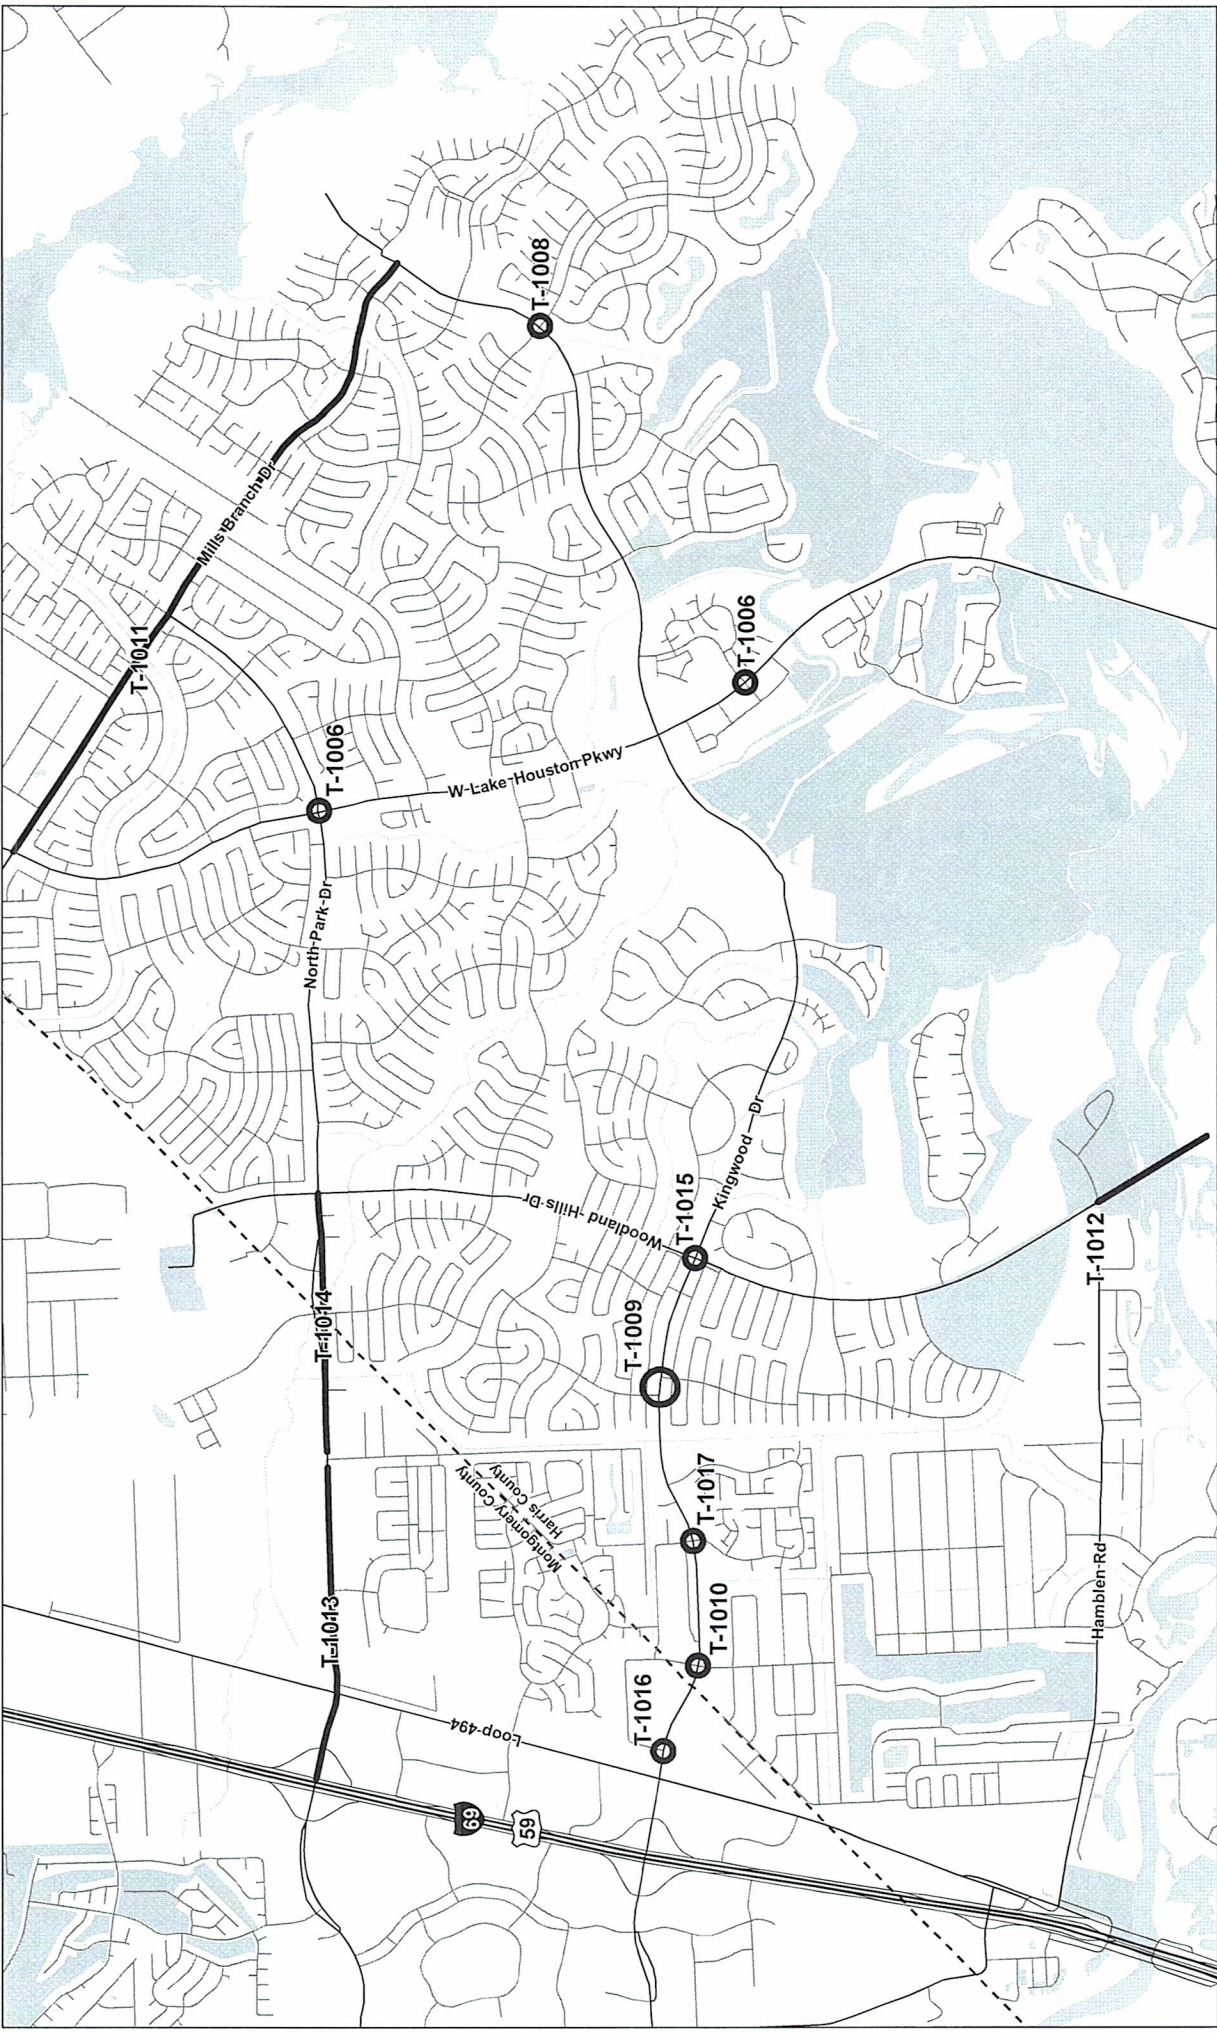 T-1011
Mills Branch Dr
T-1008
T-1006
North Park Dr
W Lake Houston Pkwy
T-1006
T-1014
T-1013
Woodland Hills Dr
T-1015
Kingwood Dr
T-1009
T-1017
T-1010
T-1016
T-1012
Hamblen Rd
Montgomery County
Harris County
Loop 494
69
59